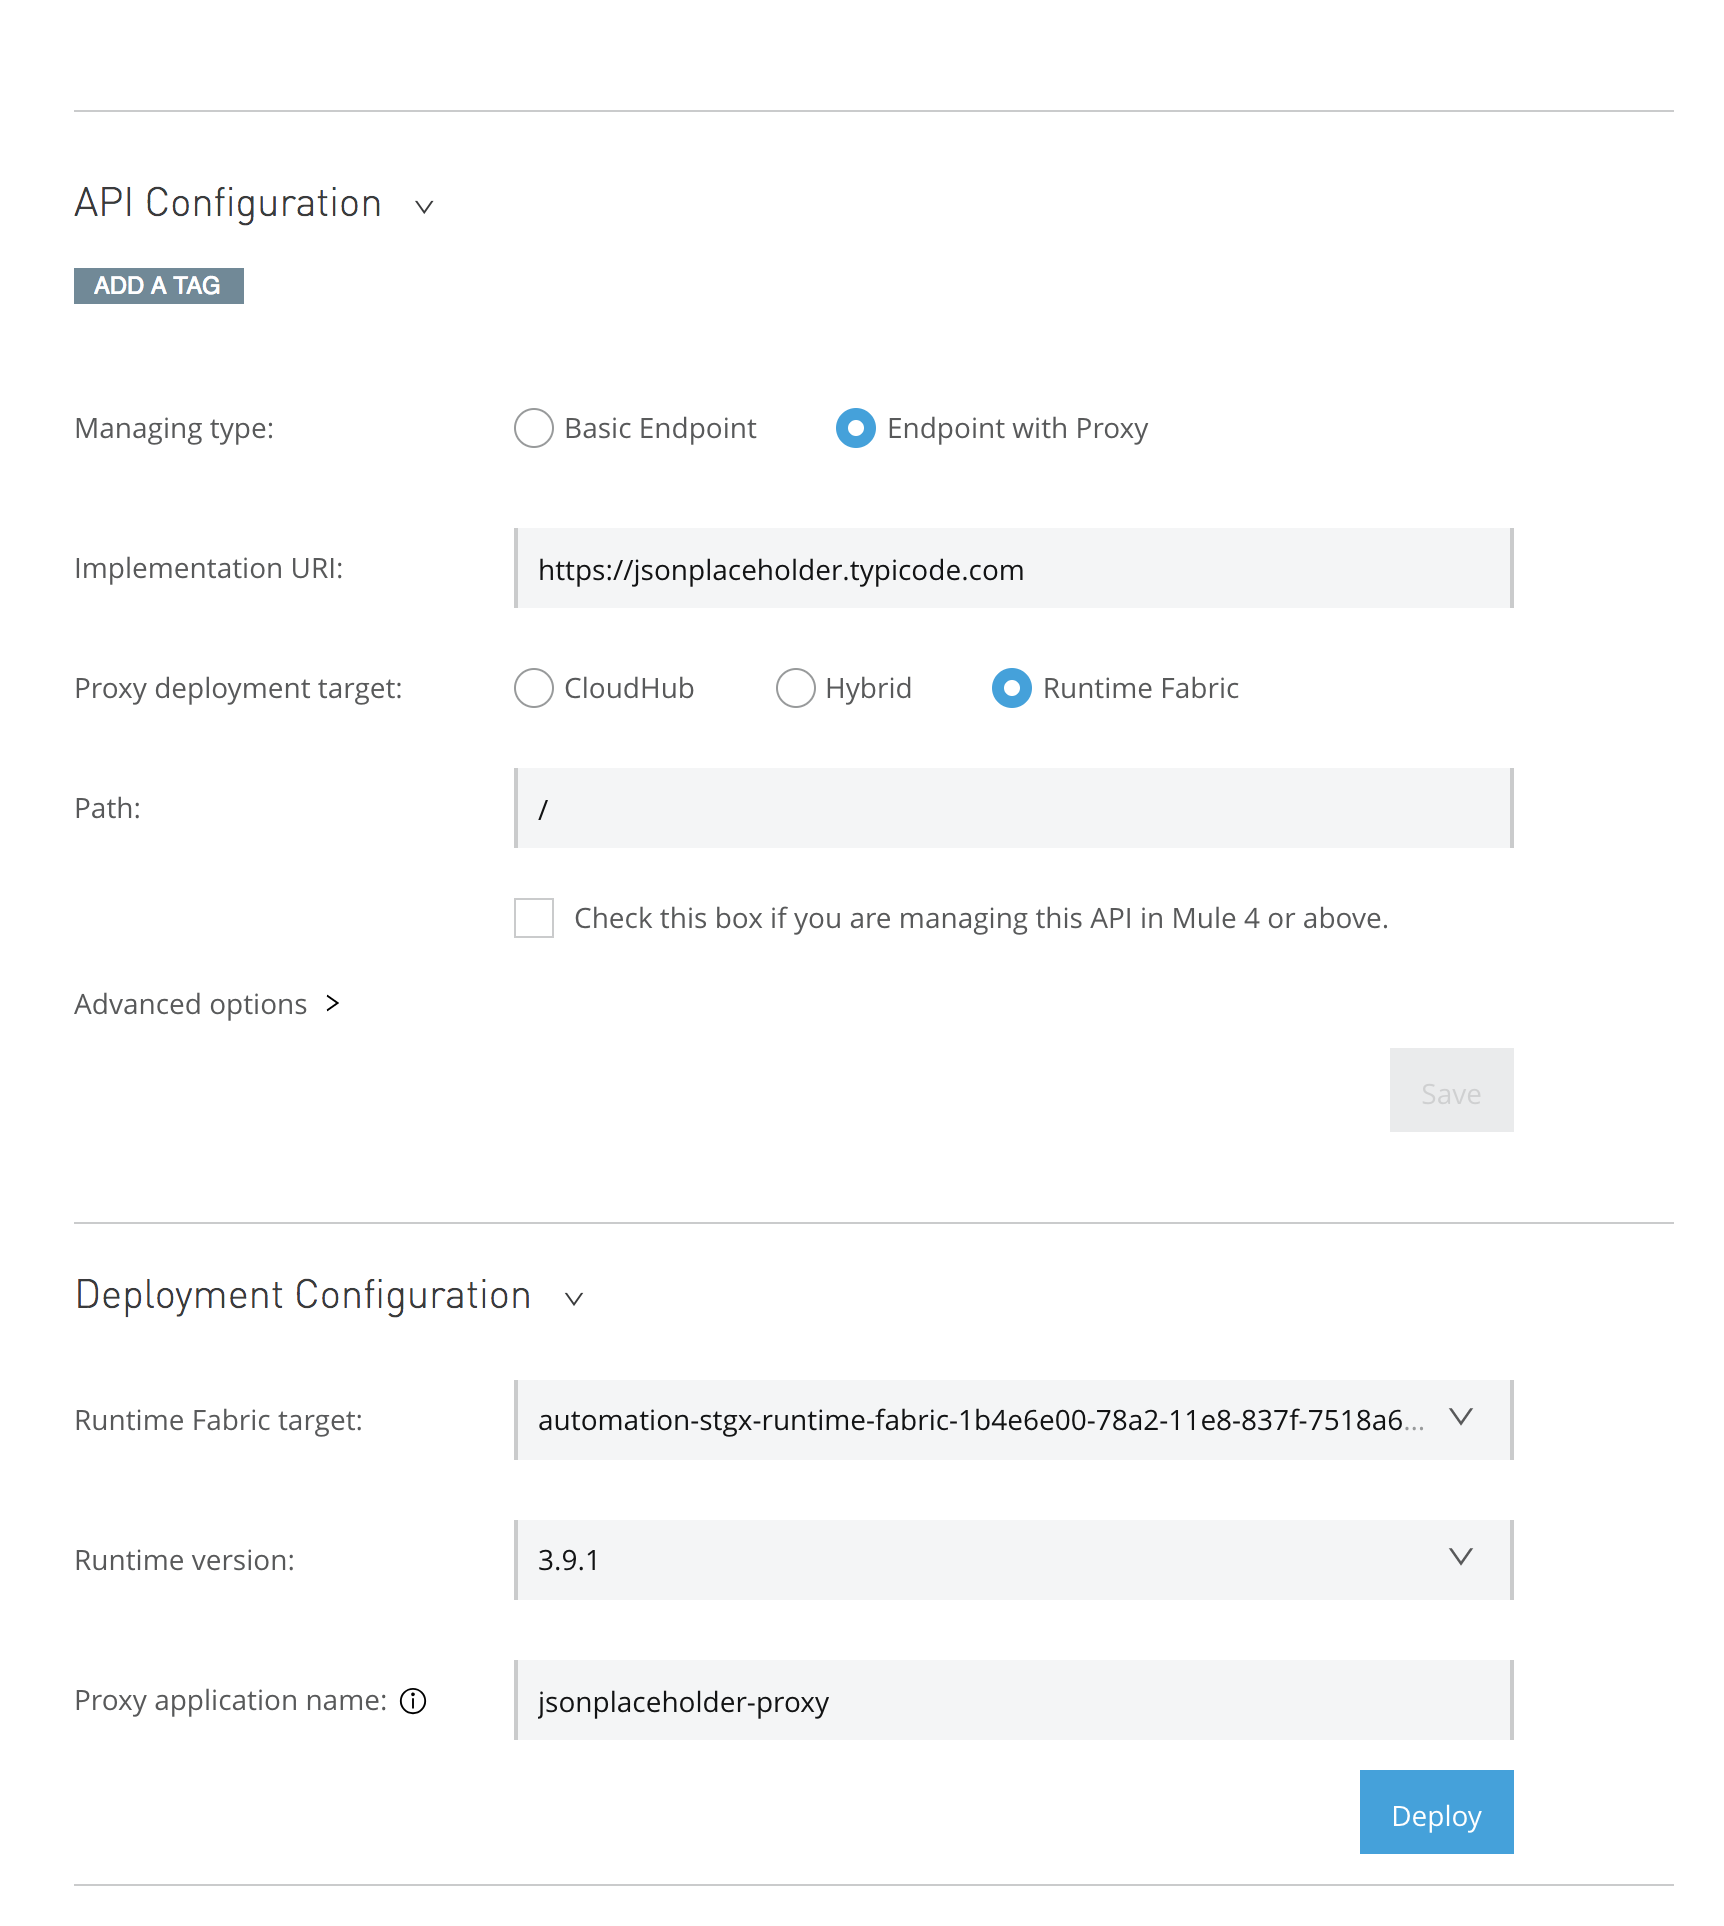 API Configuration
ADD A TAG
Managing type:
Basic Endpoint
Endpoint with Proxy
Implementation URI:
https://jsonplaceholder.typicode.com
Proxy deployment target:
CloudHub
Hybrid
Runtime Fabric
Path:
/
Check this box if you are managing this API in Mule 4 or above.
Advanced options >
Save
Deployment Configuration
Runtime Fabric target:
automation-stgx-runtime-fabric-1b4e6e00-78a2-11e8-837f-7518a6...
Runtime version:
3.9.1
Proxy application name:
jsonplaceholder-proxy
Deploy